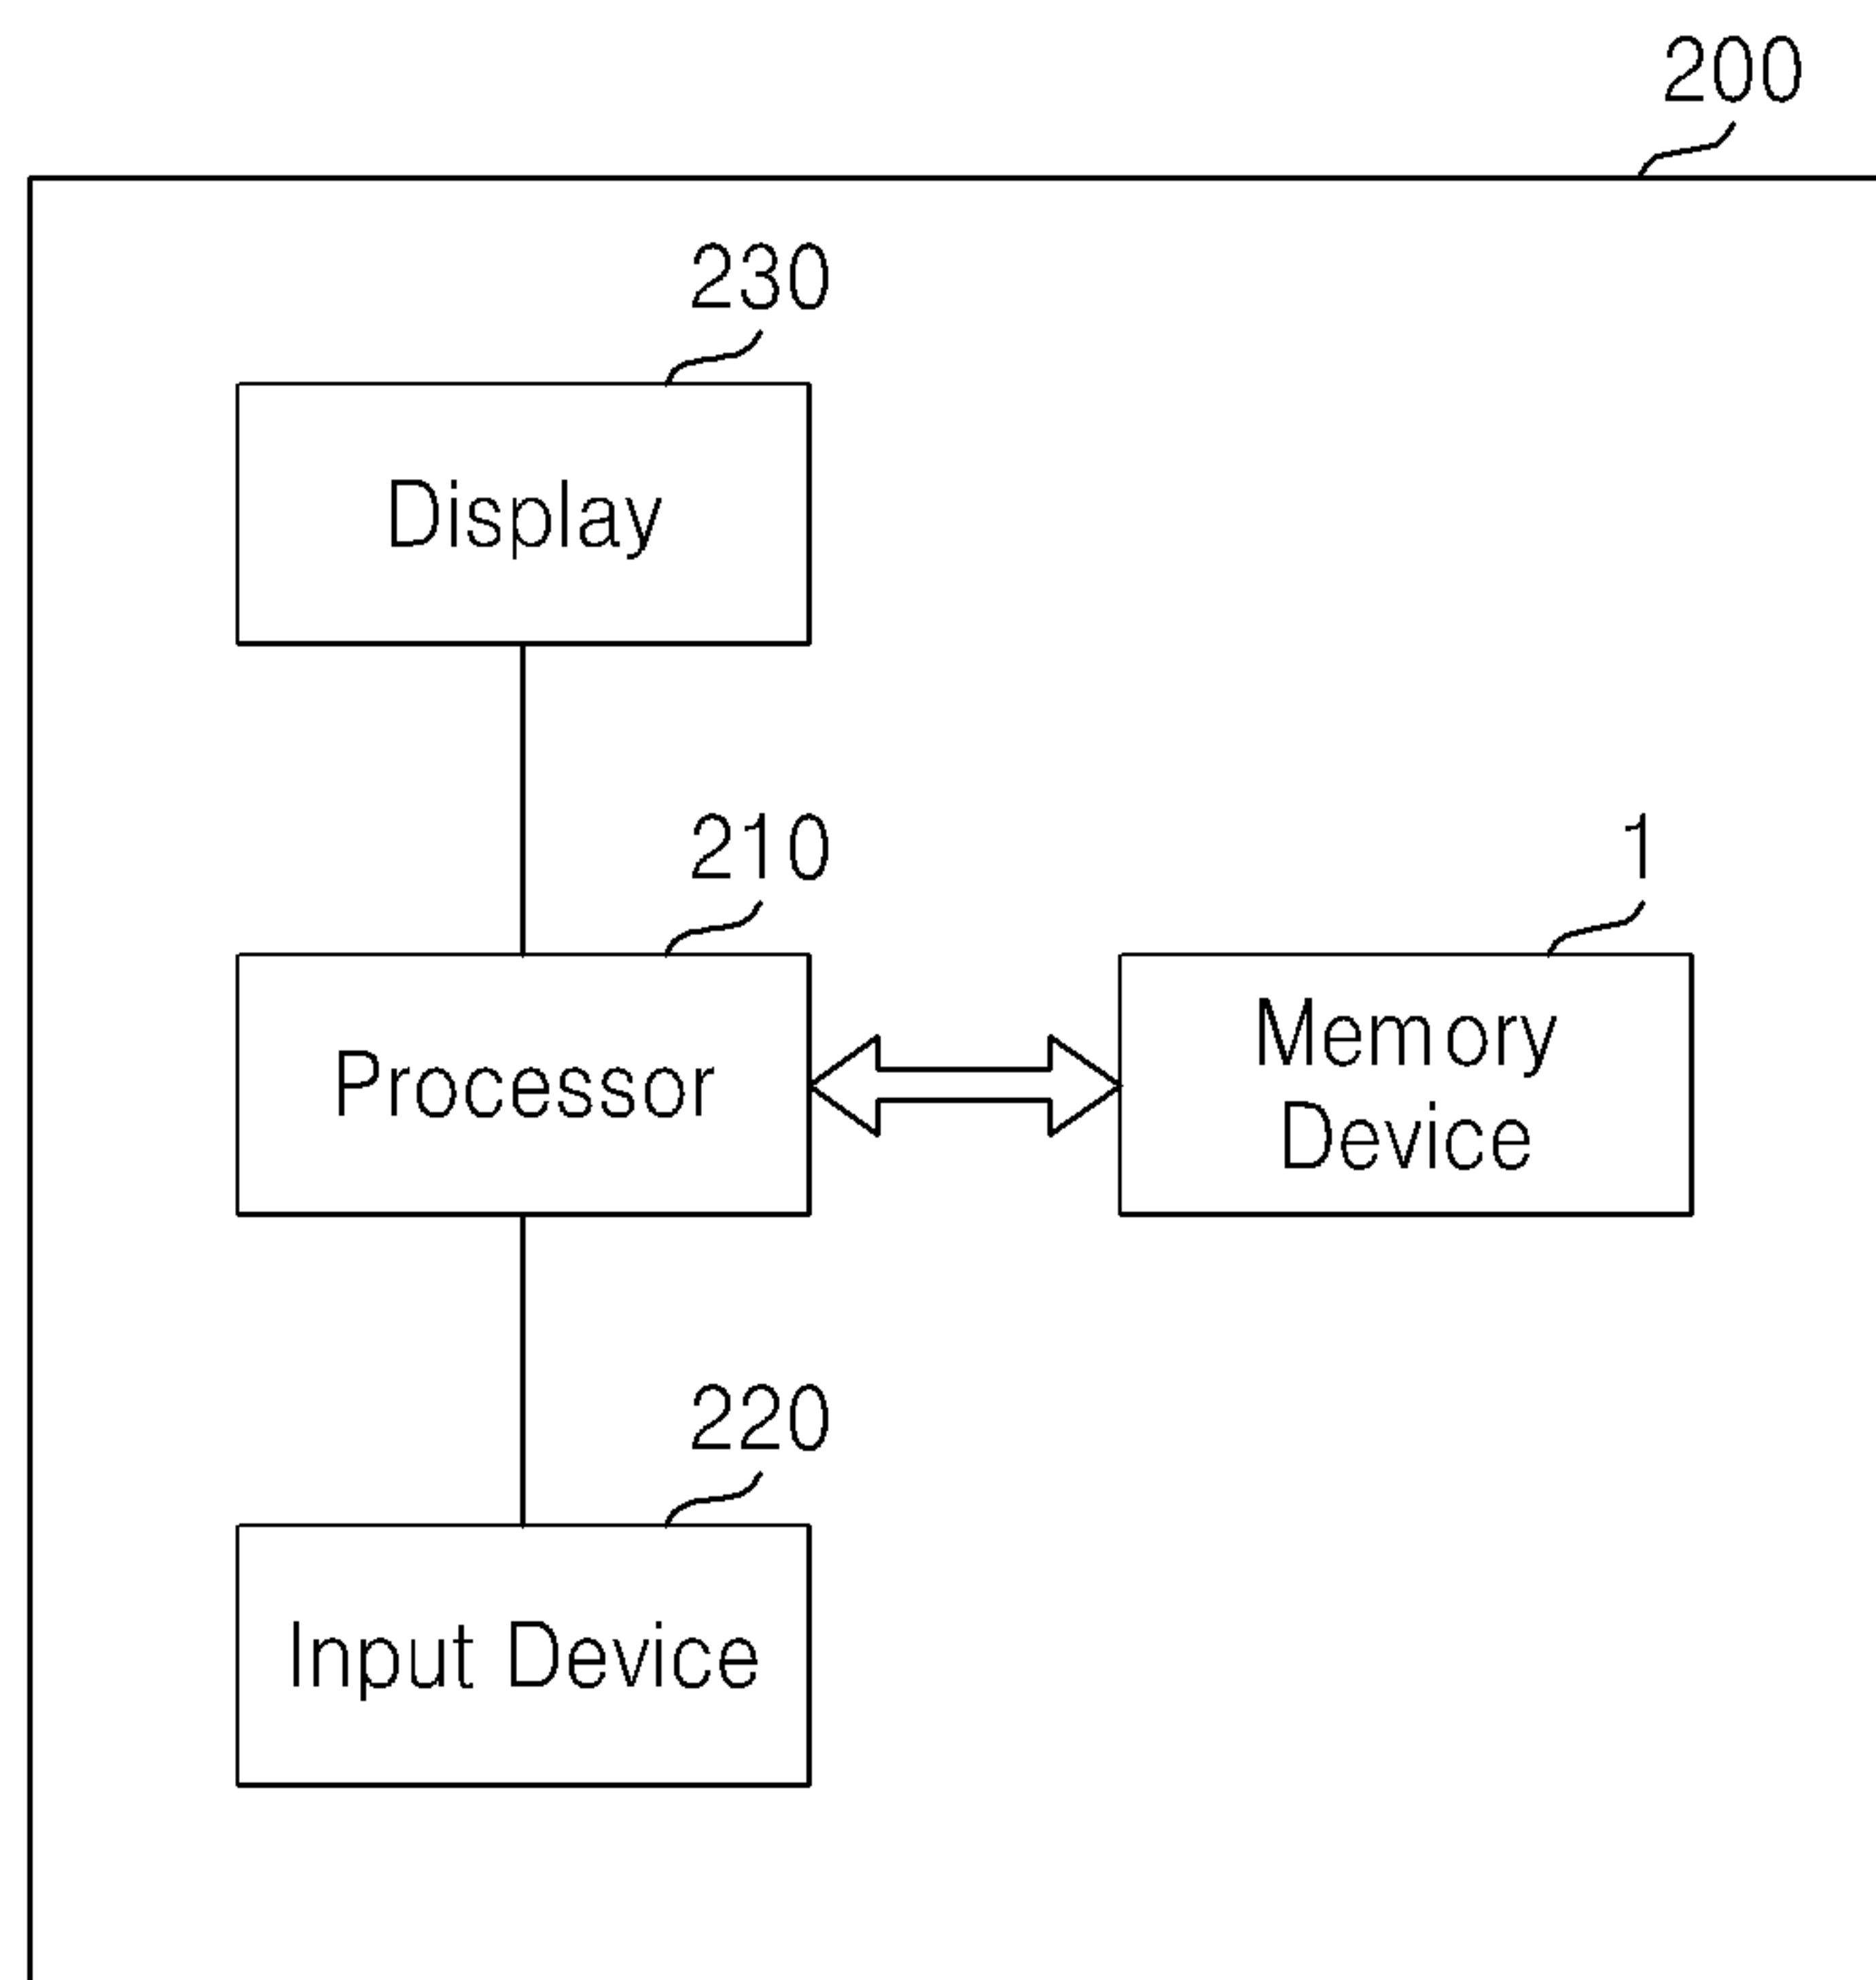 200
230
Display
210
1
Processor
Memory
Device
220
Input Device